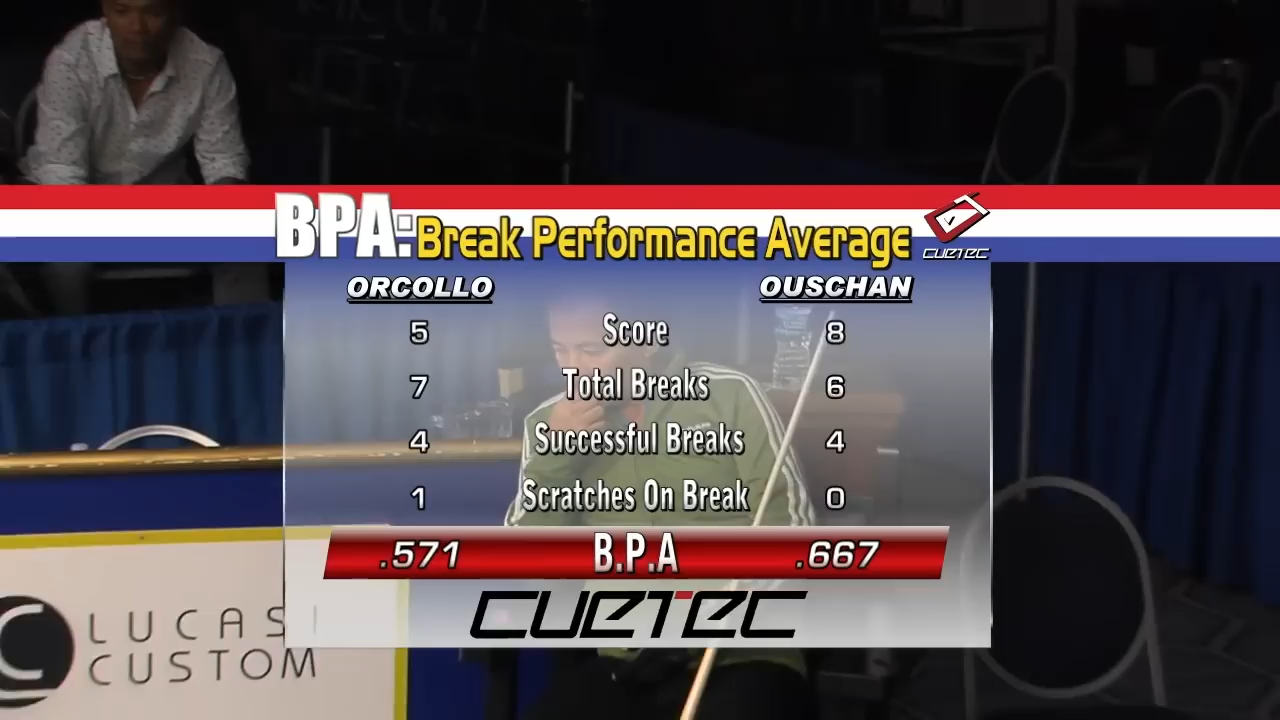 BPA: Break Performance Average
CUETEC
ORCOLLO OUSCHAN
5 Score 8
7 Total Breaks 6
4 Successful Breaks 4
1 Scratches On Break 0
.571 B.P.A .667
CUETEC
LUCASI
CUSTOM